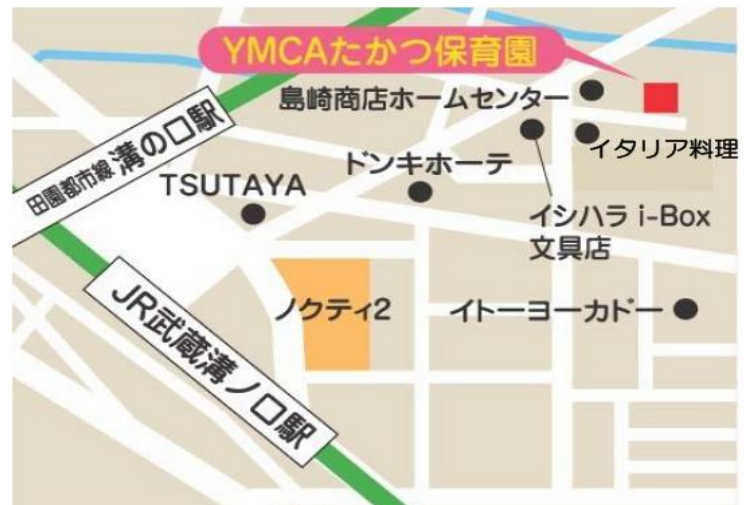 YMCAたかつ保育園
島崎商店ホームセンター
イタリア料理
田園都市線 溝の口駅
TSUTAYA
ドンキホーテ
イシハラ i-Box
文具店
JR武蔵溝ノ口駅
ノクティ2
イトーヨーカドー